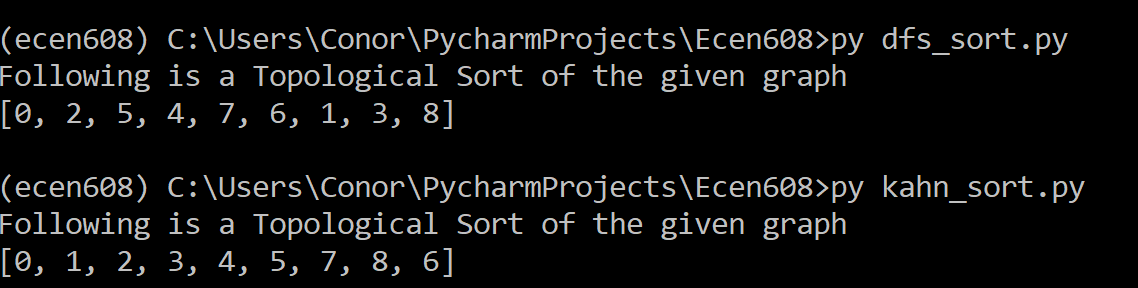 (ecen608) C:\Users\Conor\PycharmProjects\Ecen608>py dfs_sort.py
Following is a Topological Sort of the given graph
[0, 2, 5, 4, 7, 6, 1, 3, 8]
(ecen608) C:\Users\Conor\PycharmProjects\Ecen608>py kahn_sort.py
Following is a Topological Sort of the given graph
[0, 1, 2, 3, 4, 5, 7, 8, 6]